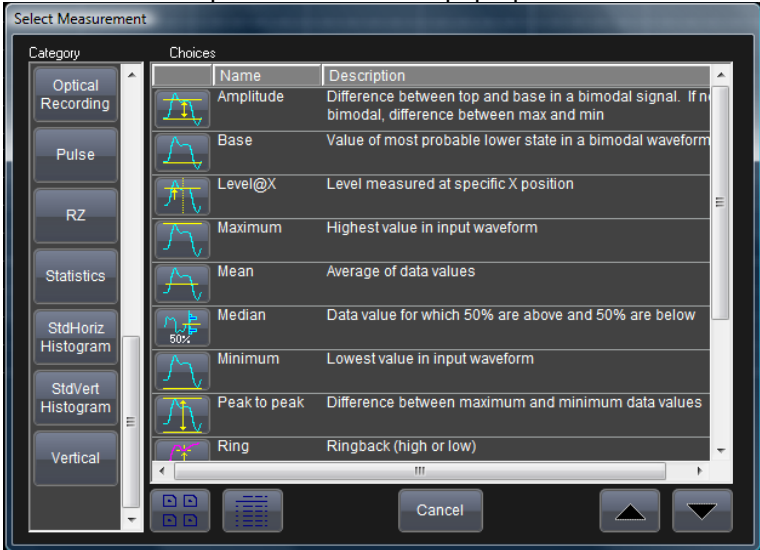 Select Measurement
Category
Choices
Optical
Recording
Pulse
RZ
Statistics
StdHoriz
Histogram
StdVert
Histogram
Vertical
Name Description
Amplitude Difference between top and base in a bimodal signal. If
bimodal, difference between max and min
Base Value of most probable lower state in a bimodal waveform
Level@X Level measured at specific X position
Maximum Highest value in input waveform
Mean Average of data values
50%
Median Data value for which 50% are above and 50% are below
Minimum Lowest value in input waveform
Peak to peak Difference between maximum and minimum data values
Ring Ringback (high or low)
Cancel